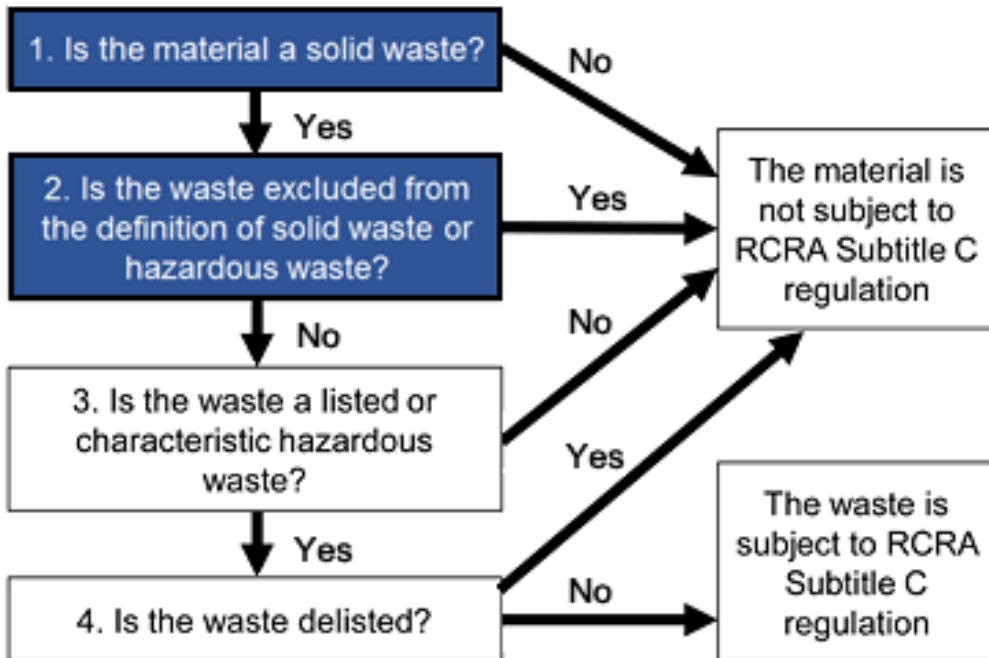 1. Is the material a solid waste?
No
Yes
2. Is the waste excluded from
the definition of solid waste or
hazardous waste?
Yes
The material is
not subject to
RCRA Subtitle C
regulation
No
No
3. Is the waste a listed or
characteristic hazardous
waste?
Yes
Yes
The waste is
subject to RCRA
Subtitle C
regulation
4. Is the waste delisted?
No